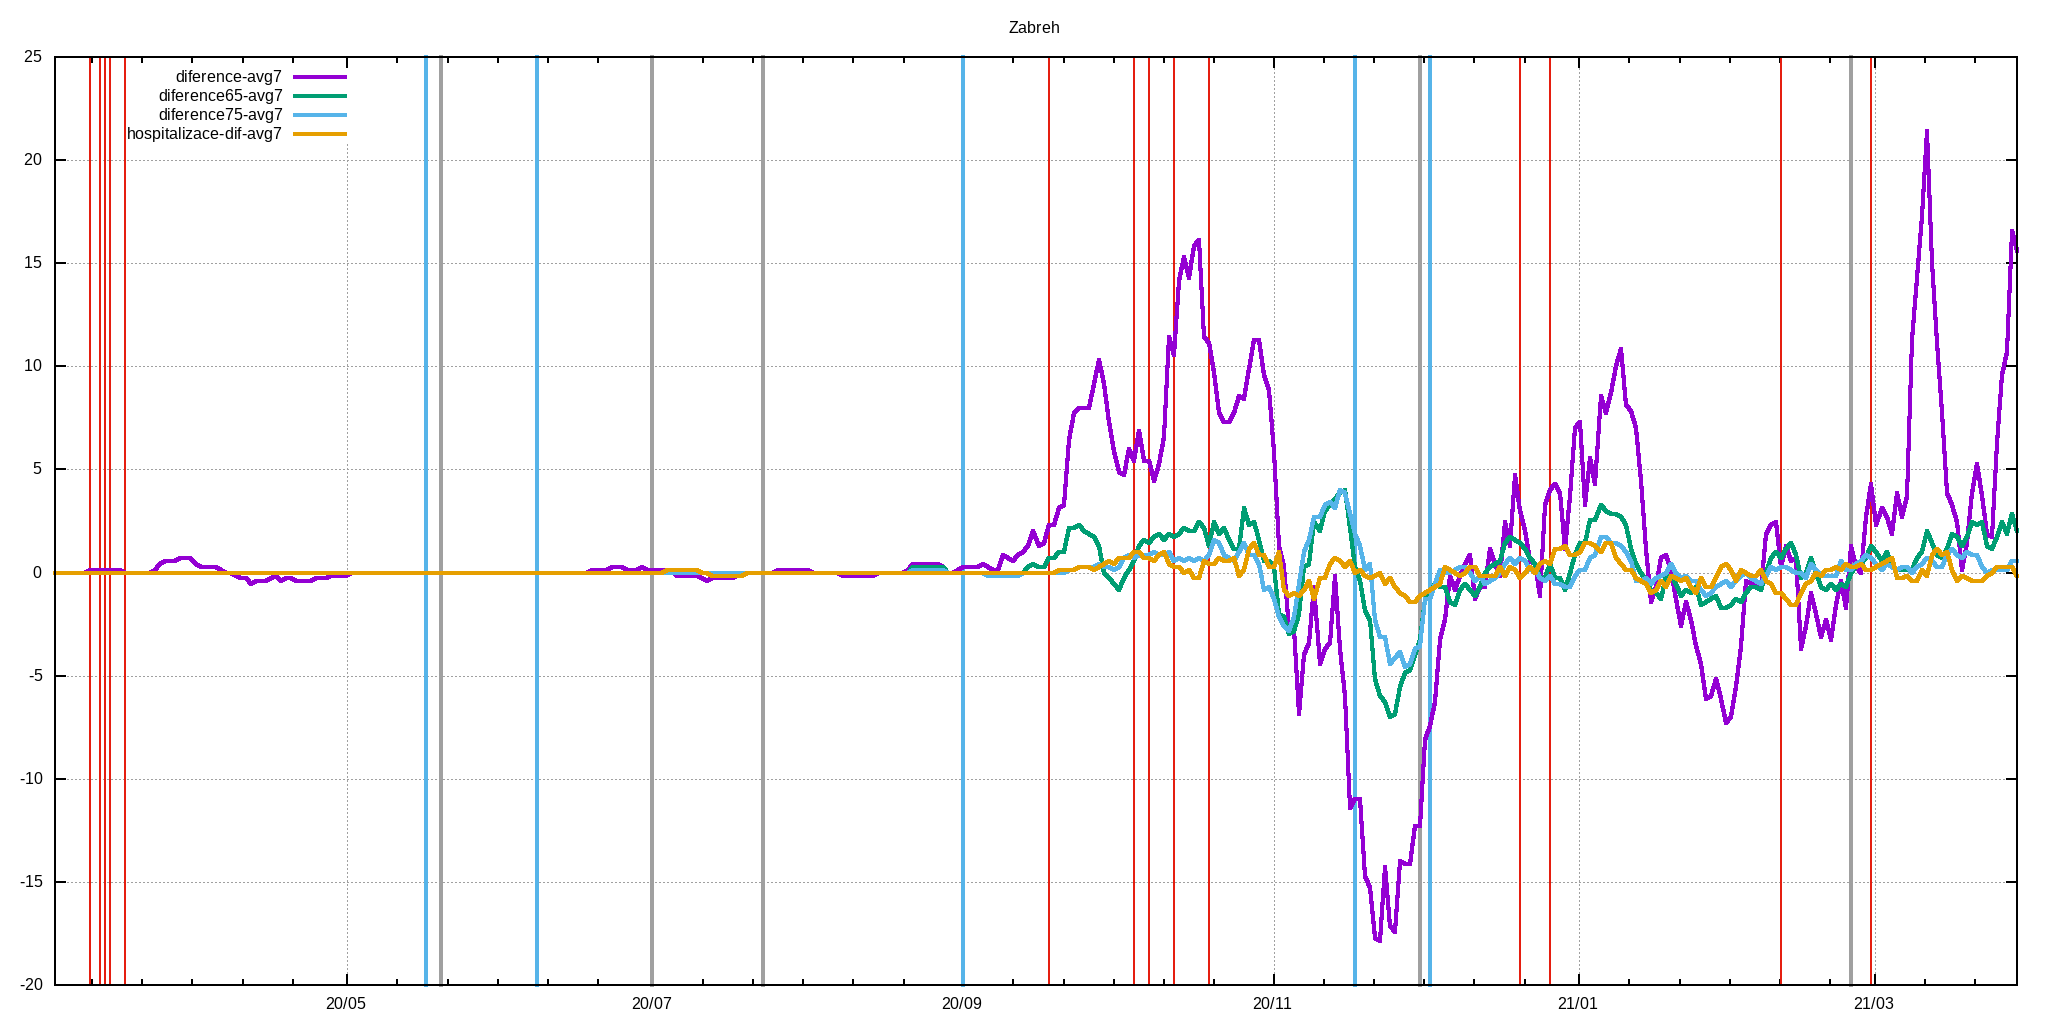 Zabreh
25
diference-avg7
diference65-avg7
diference75-avg7
hospitalizace-dif-avg7
20
15
10
5
0
-5
-10
-15
-20
20/05 20/07 20/09 20/11 21/01 21/03